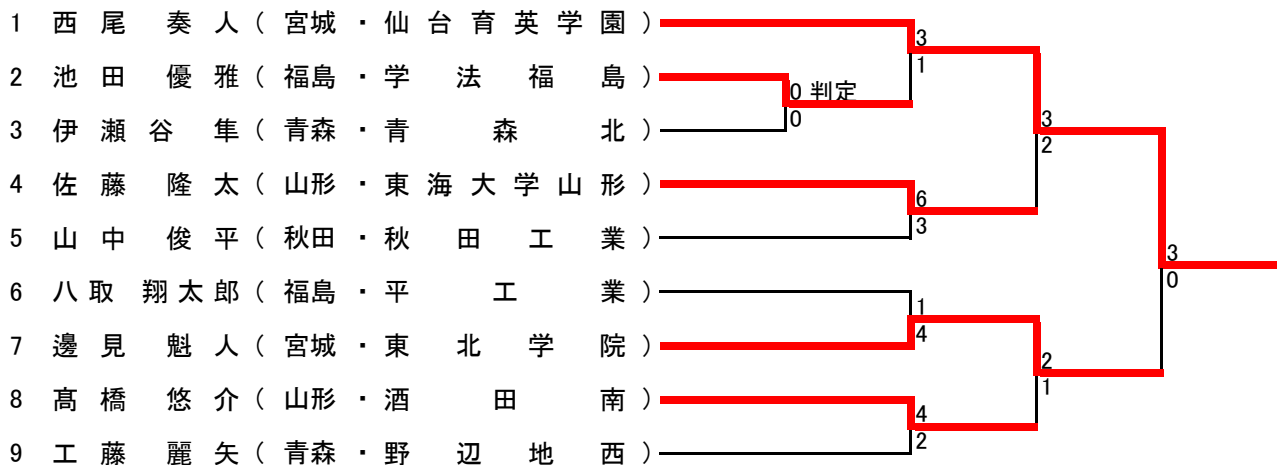 1 西尾 奏人(宮城・仙台育英学園)
3
1
2 池田 優雅(福島・学法福島)
0 判定
0
3 伊瀬谷 隼(青森・青森北)
3
2
4 佐藤 隆太(山形・東海大学山形)
6
3
5 山中 俊平(秋田・秋田工業)
3
0
6 八取 翔太郎(福島・平工業)
1
4
7 邊見 魁人(宮城・東北学院)
2
1
8 髙橋 悠介(山形・酒田南)
4
2
9 工藤 麗矢(青森・野辺地西)